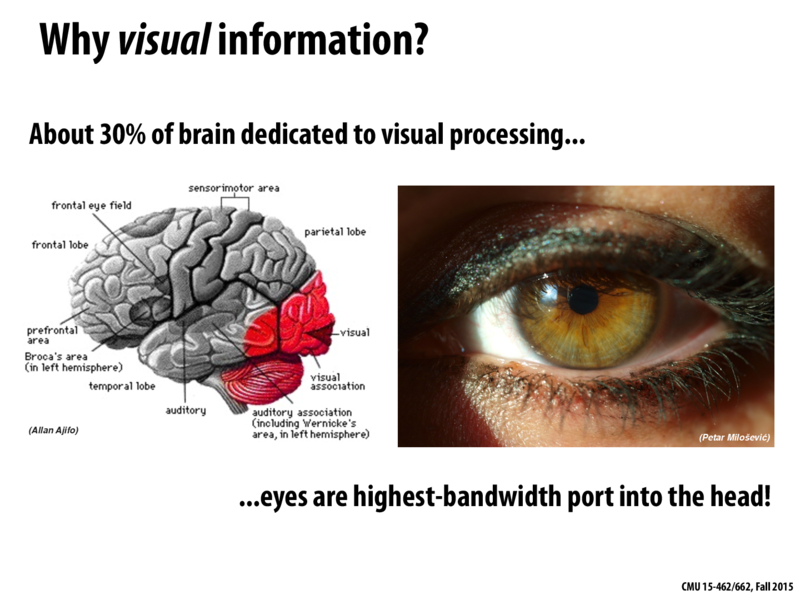 Why visual information?
About 30% of brain dedicated to visual processing...
sensorimotor area
frontal eye field
parietal lobe
frontal lobe
prefrontal
area
visual
Broca's area
(in left hemisphere)
visual
association
temporal lobe
auditory
auditory association
(including Wernicke's
area, in left hemisphere)
(Allan Ajifo)
(Petar Milošević)
...eyes are highest-bandwidth port into the head!
CMU 15-462/662, Fall 2015